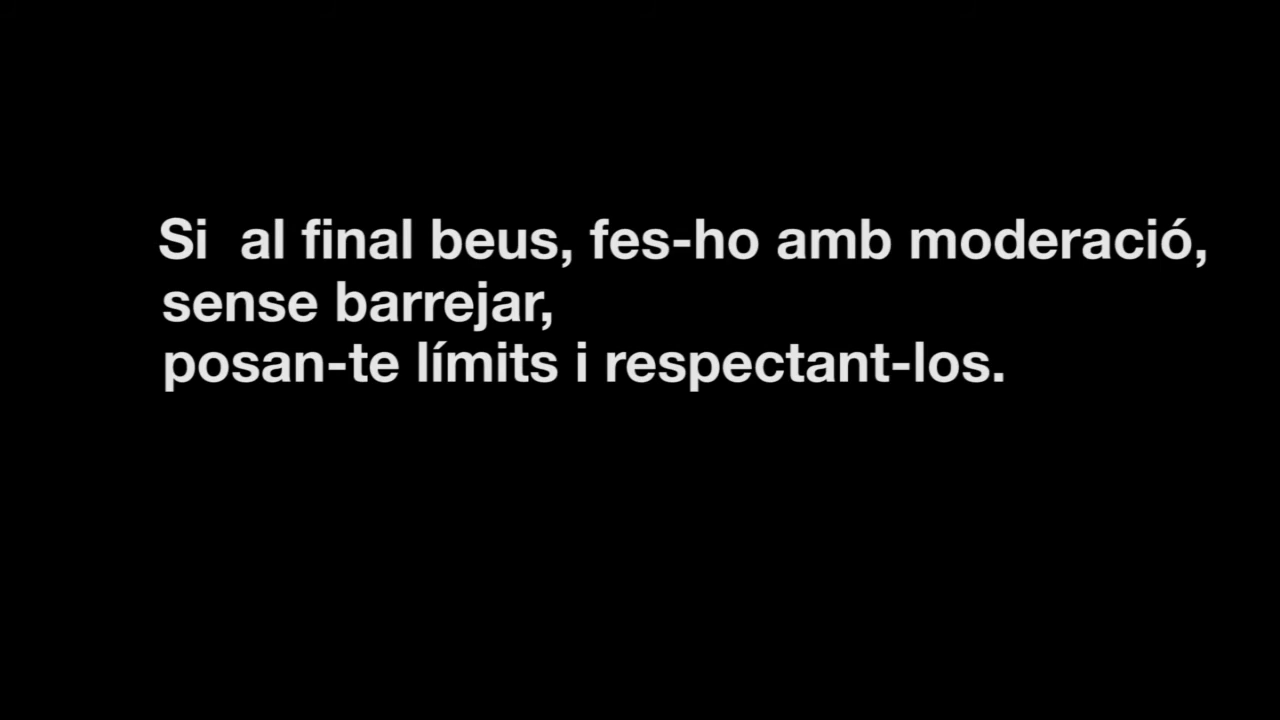 Si  al final beus, fes-ho amb moderació,
sense barrejar,
posan-te límits i respectant-los.